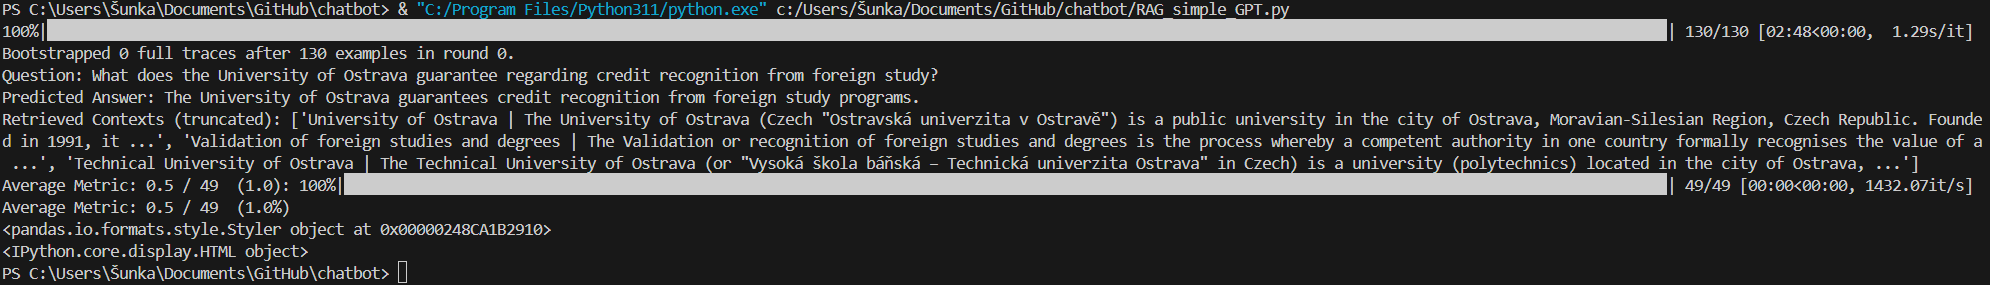 PS C:\Users\Šunka\Documents\GitHub\chatbot> & "C:/Program Files/Python311/python.exe" c:/Users/Šunka/Documents/GitHub/chatbot/RAG_simple_GPT.py
100%|| 130/130 [02:48<00:00,  1.29s/it]
Bootstrapped 0 full traces after 130 examples in round 0.
Question: What does the University of Ostrava guarantee regarding credit recognition from foreign study?
Predicted Answer: The University of Ostrava guarantees credit recognition from foreign study programs.
Retrieved Contexts (truncated): ['University of Ostrava | The University of Ostrava (Czech "Ostravská univerzita v Ostravě") is a public university in the city of Ostrava, Moravian-Silesian Region, Czech Republic. Founde
d in 1991, it ...', 'Validation of foreign studies and degrees | The Validation or recognition of foreign studies and degrees is the process whereby a competent authority in one country formally recognises the value of a
 ...', 'Technical University of Ostrava | The Technical University of Ostrava (or "Vysoká škola báňská – Technická univerzita Ostrava" in Czech) is a university (polytechnics) located in the city of Ostrava, ...']
Average Metric: 0.5 / 49  (1.0): 100%|| 49/49 [00:00<00:00, 1432.07it/s]
Average Metric: 0.5 / 49  (1.0%)
<pandas.io.formats.style.Styler object at 0x00000248CA1B2910>
<IPython.core.display.HTML object>
PS C:\Users\Šunka\Documents\GitHub\chatbot>